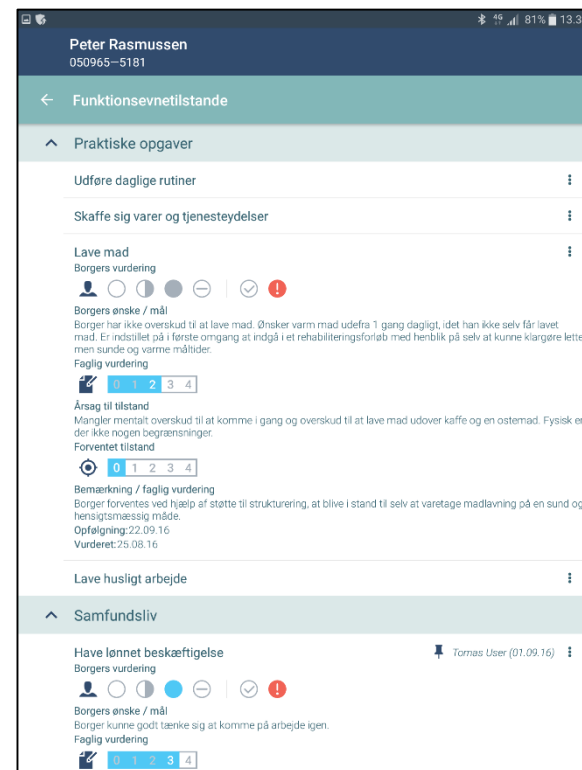 4G 81% 13.3
Peter Rasmussen
050965–5181
Funktionsevnetilstande
Praktiske opgaver
Udføre daglige rutiner
Skaffe sig varer og tjenesteydelser
Lave mad
Borgers vurdering
Borgers ønske / mål
Borger har ikke overskud til at lave mad. Ønsker varm mad udefra 1 gang dagligt, idet han ikke selv får lavet
mad. Er indstillet på i første omgang at indgå i et rehabiliteringsforløb med henblik på selv at kunne klargøre lette
men sunde og varme måltider.
Faglig vurdering
0 1 2 3 4
Årsag til tilstand
Mangler mentalt overskud til at komme i gang og overskud til at lave mad udover kaffe og en ostemad. Fysisk er
der ikke nogen begrænsninger.
Forventet tilstand
0 1 2 3 4
Bemærkning / faglig vurdering
Borger forventes ved hjælp af støtte til strukturering, at blive i stand til selv at varetage madlavning på en sund og
hensigtsmæssig måde.
Opfølgning:22.09.16
Vurderet:25.08.16
Lave husligt arbejde
Samfundsliv
Have lønnet beskæftigelse Tomas User (01.09.16)
Borgers vurdering
Borgers ønske / mål
Borger kunne godt tænke sig at komme på arbejde igen.
Faglig vurdering
0 1 2 3 4